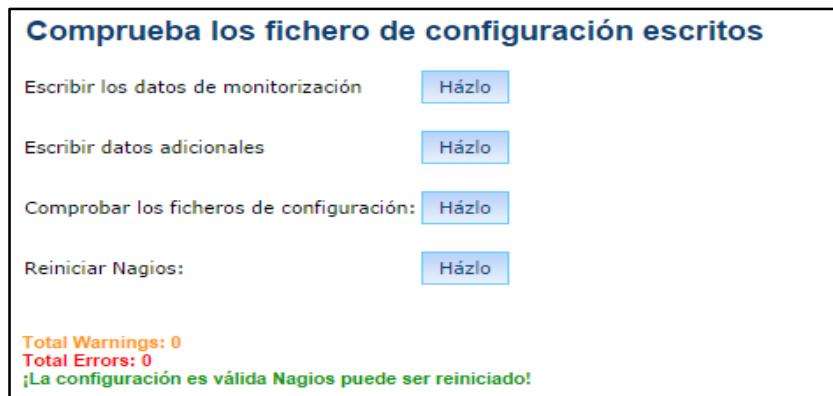 Comprueba los fichero de configuración escritos
Escribir los datos de monitorización Házlo
Escribir datos adicionales Házlo
Comprobar los ficheros de configuración: Házlo
Reiniciar Nagios: Házlo
Total Warnings: 0
Total Errors: 0
¡La configuración es válida Nagios puede ser reiniciado!